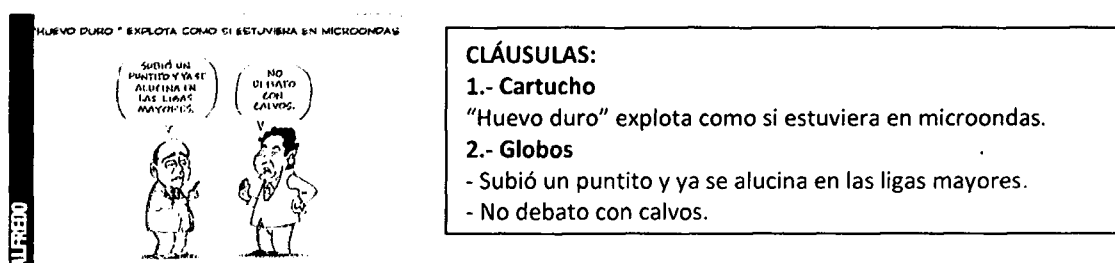 "HUEVO DURO" EXPLOTA COMO SI ESTUVIERA EN MICROONDAS
SUBIÓ UN
PUNTITO Y YA SE
ALUCINA EN
LAS LIGAS
MAYORES.
NO
DEBATO
CON
CALVOS.
ALFREDO
CLÁUSULAS:
1.- Cartucho
"Huevo duro" explota como si estuviera en microondas.
2.- Globos
- Subió un puntito y ya se alucina en las ligas mayores.
- No debato con calvos.